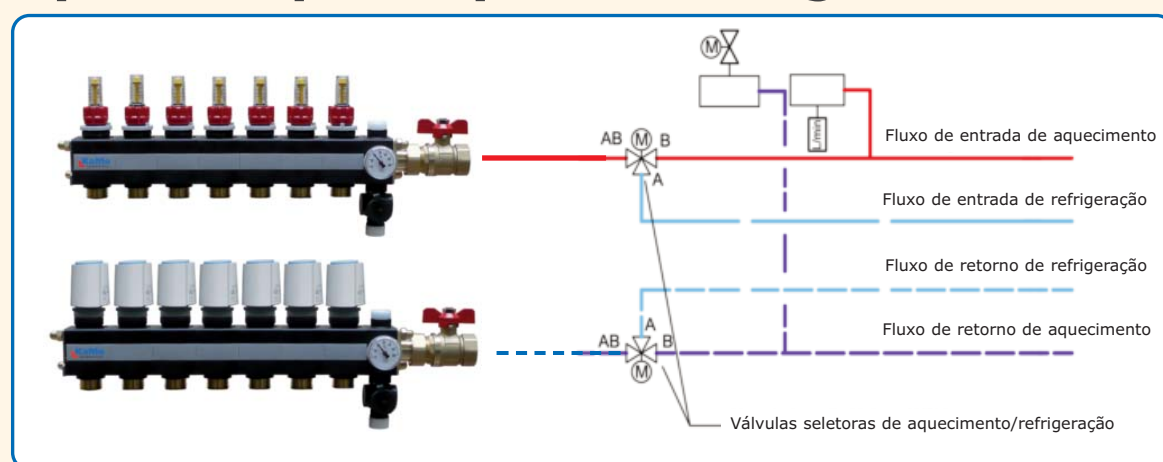 M
L/min
AB
M
B
Fluxo de entrada de aquecimento
A
Fluxo de entrada de refrigeração
Fluxo de retorno de refrigeração
A
Fluxo de retorno de aquecimento
AB
B
M
Válvulas seletoras de aquecimento/refrigeração